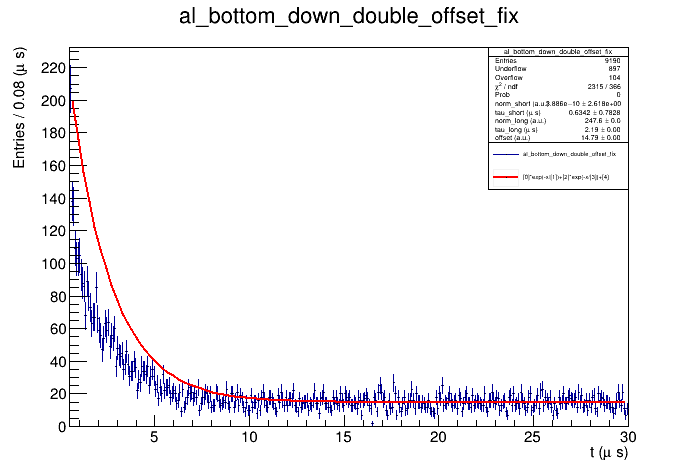 al_bottom_down_double_offset_fix
Entries / 0.08 (μ s)
220
200
180
160
140
120
100
80
60
40
20
0
5
10
15
20
25
30
t (μ s)
al_bottom_down_double_offset_fix
Entries 9190
Underflow 897
Overflow 104
χ² / ndf 2315 / 366
Prob 0
norm_short (a.u.) 3.886e−10 ± 2.618e+00
tau_short (μ s) 0.6342 ± 0.7828
norm_long (a.u.) 247.6 ± 0.0
tau_long (μ s) 2.19 ± 0.00
offset (a.u.) 14.79 ± 0.00
al_bottom_down_double_offset_fix
[0]*exp(-x/[1])+[2]*exp(-x/[3])+[4]